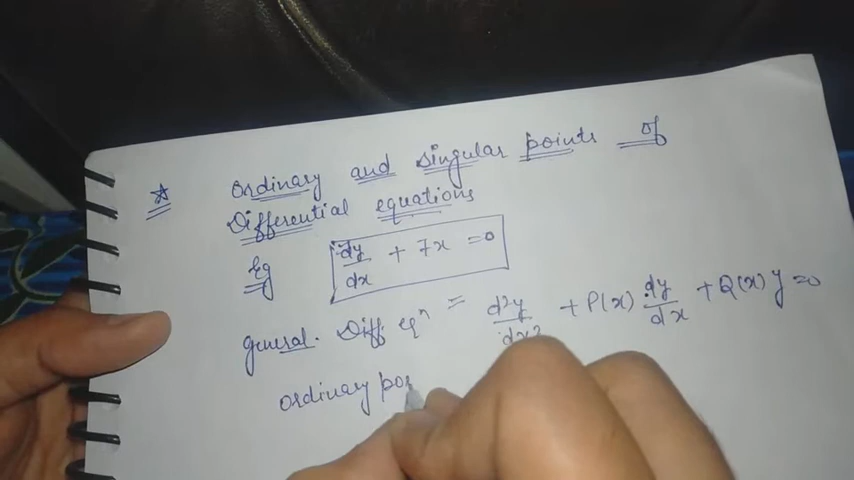 ☆ Ordinary and Singular points of
Differential equations
Eg dy/dx + 7x = 0
general. Diff eqⁿ = d²y/dx² + P(x) dy/dx + Q(x) y = 0
ordinary poi